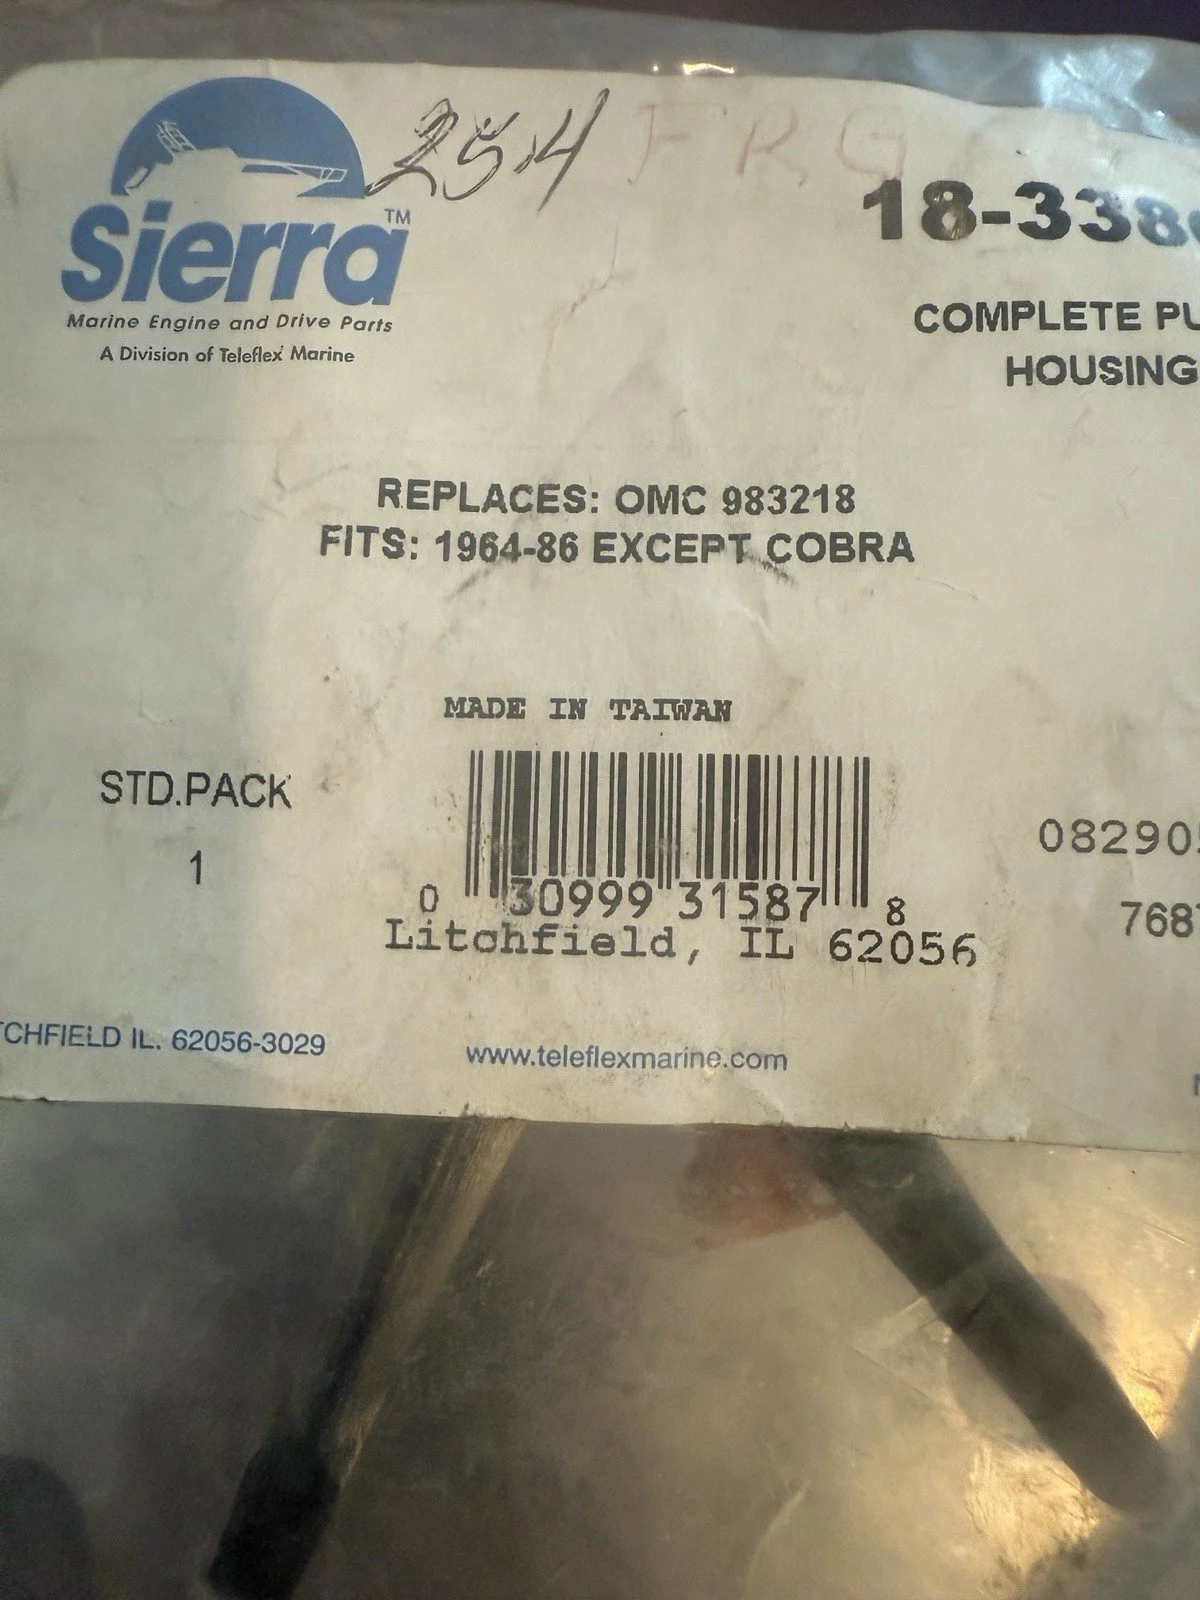 254 FRG
Sierra™
Marine Engine and Drive Parts
A Division of Teleflex Marine
18-338
COMPLETE PU
HOUSING
REPLACES: OMC 983218
FITS: 1964-86 EXCEPT COBRA
MADE IN TAIWAN
STD.PACK
1
08290
768
0 30999 31587 8
Litchfield, IL 62056
TCHFIELD IL. 62056-3029
www.teleflexmarine.com